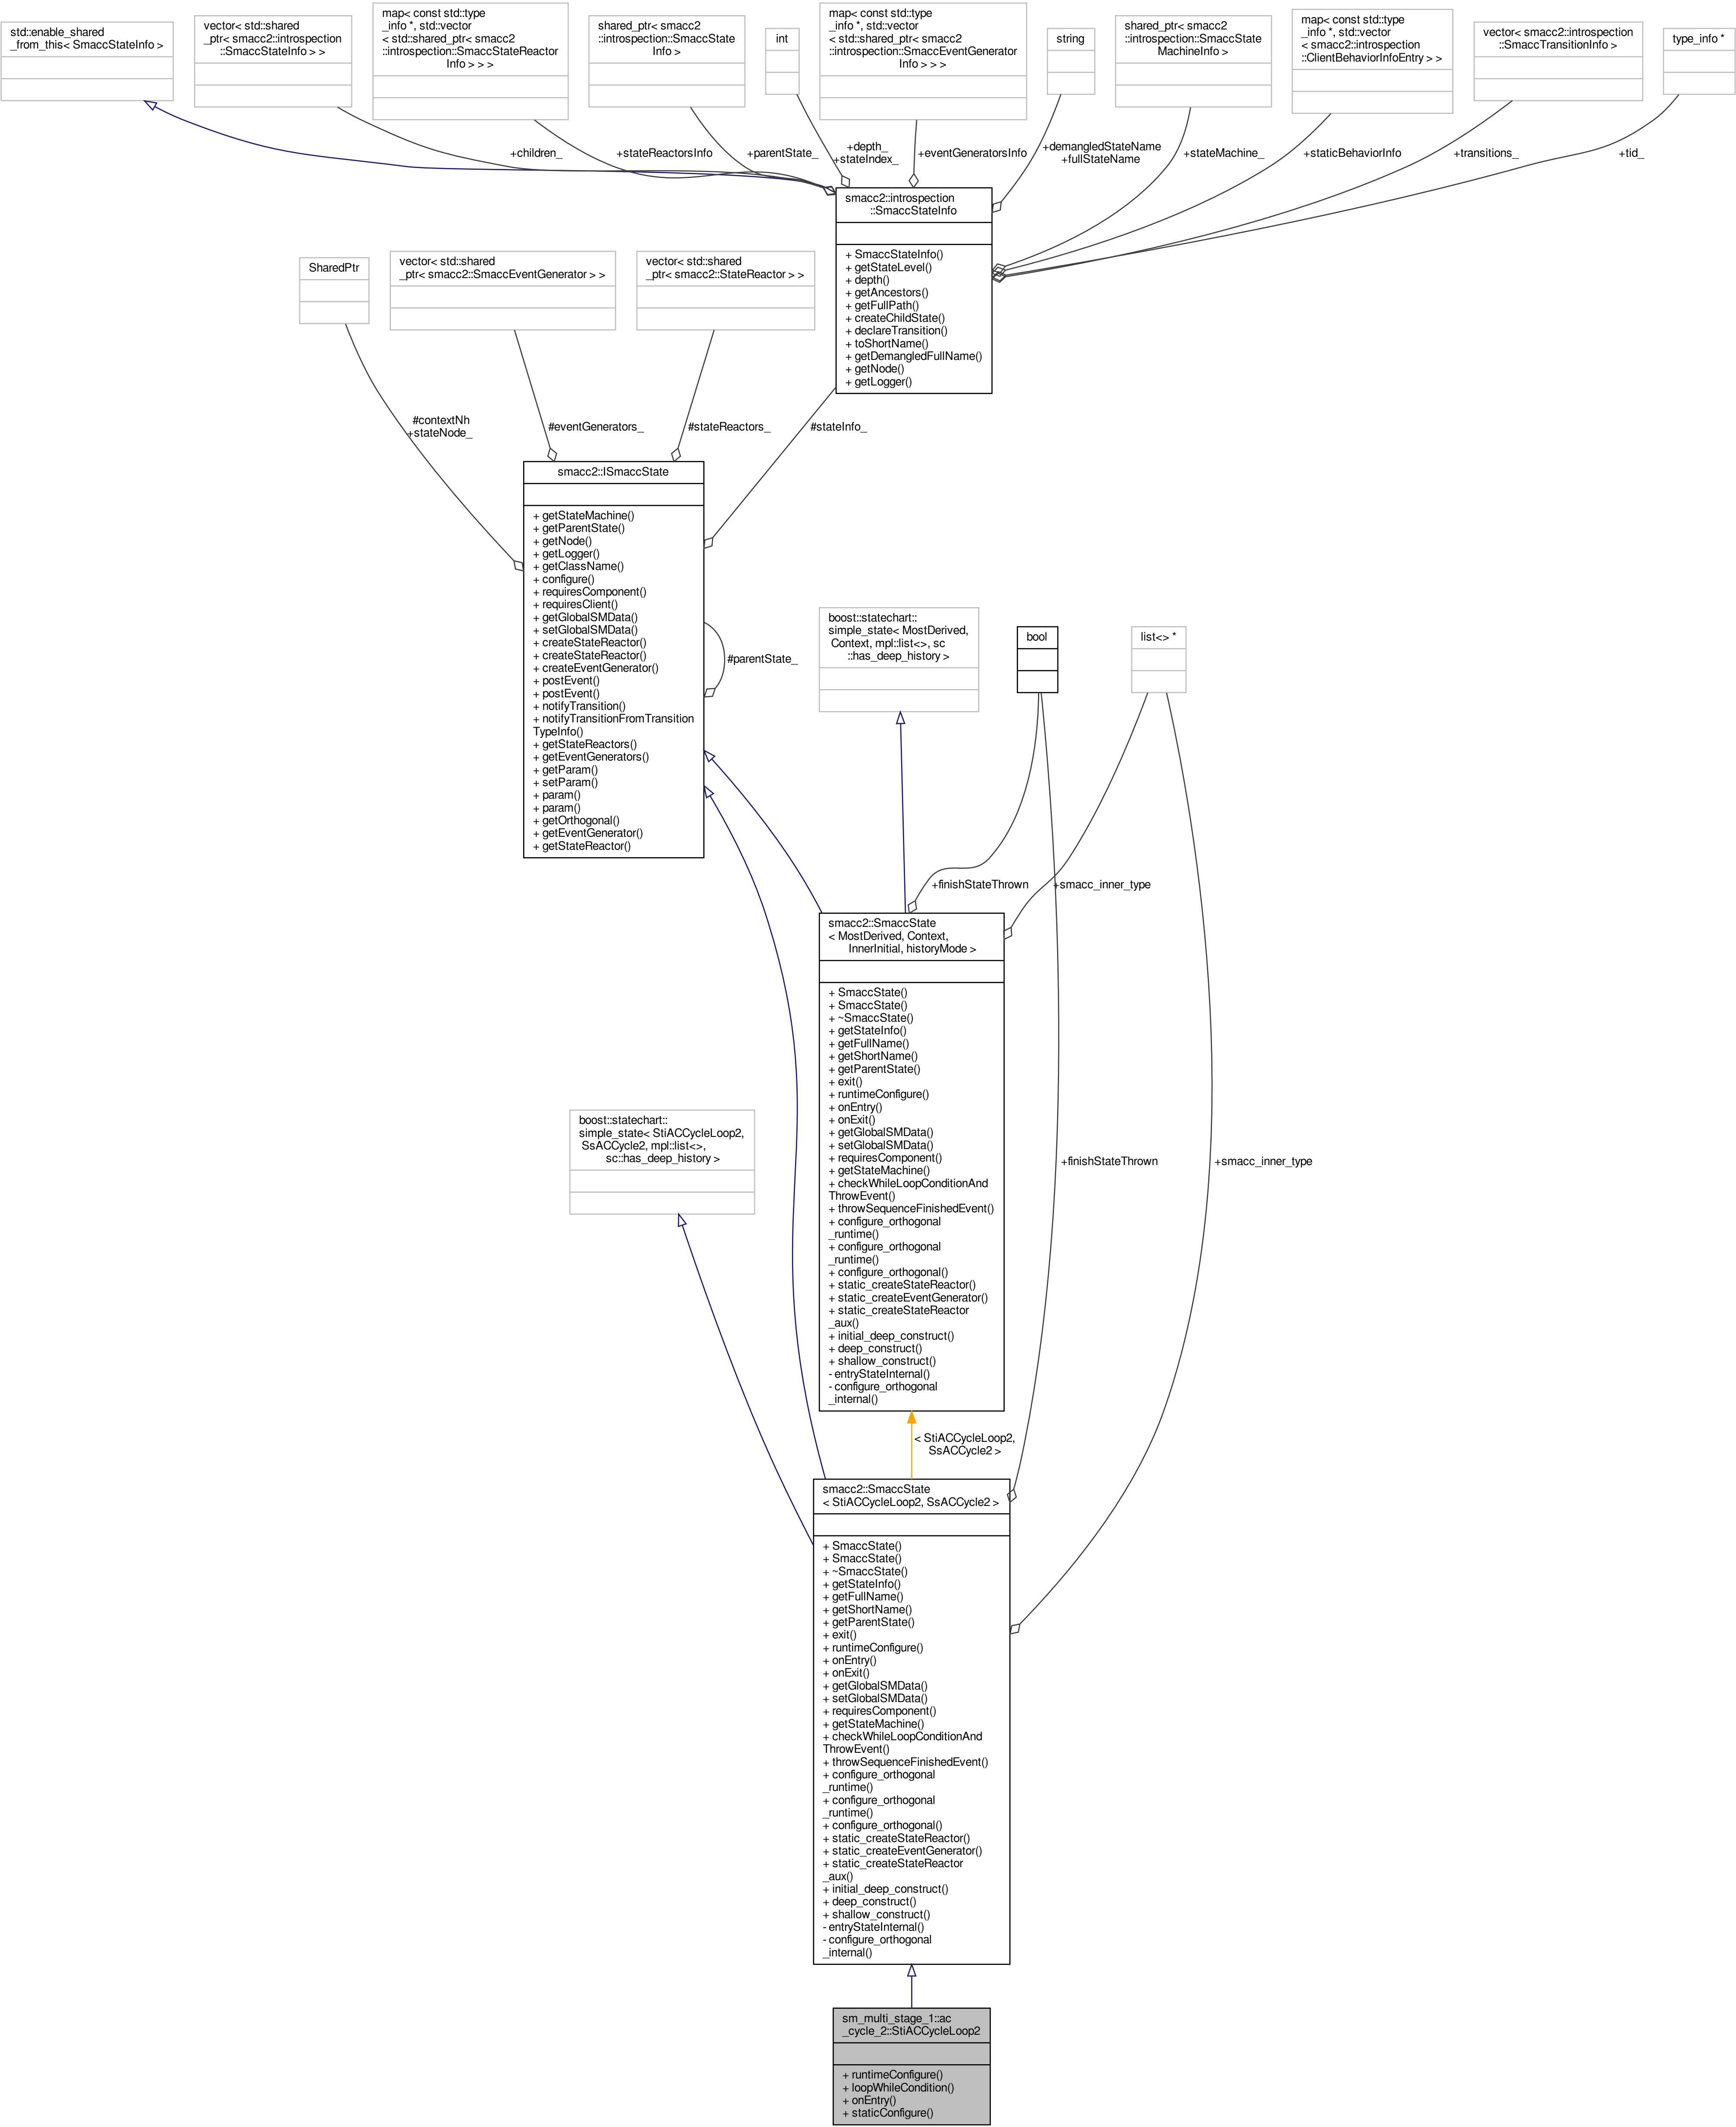 std::enable_shared
_from_this< SmaccStateInfo >
vector< std::shared
_ptr< smacc2::introspection
::SmaccStateInfo > >
map< const std::type
_info *, std::vector
< std::shared_ptr< smacc2
::introspection::SmaccStateReactor
Info > > >
shared_ptr< smacc2
::introspection::SmaccState
Info >
int
map< const std::type
_info *, std::vector
< std::shared_ptr< smacc2
::introspection::SmaccEventGenerator
Info > > >
string
shared_ptr< smacc2
::introspection::SmaccState
MachineInfo >
map< const std::type
_info *, std::vector
< smacc2::introspection
::ClientBehaviorInfoEntry > >
vector< smacc2::introspection
::SmaccTransitionInfo >
type_info *
+children_
+stateReactorsInfo
+parentState_
+depth_
+stateIndex_
+eventGeneratorsInfo
+demangledStateName
+fullStateName
+stateMachine_
+staticBehaviorInfo
+transitions_
+tid_
smacc2::introspection
::SmaccStateInfo
+ SmaccStateInfo()
+ getStateLevel()
+ depth()
+ getAncestors()
+ getFullPath()
+ createChildState()
+ declareTransition()
+ toShortName()
+ getDemangledFullName()
+ getNode()
+ getLogger()
SharedPtr
vector< std::shared
_ptr< smacc2::SmaccEventGenerator > >
vector< std::shared
_ptr< smacc2::StateReactor > >
#contextNh
+stateNode_
#eventGenerators_
#stateReactors_
#stateInfo_
smacc2::ISmaccState
+ getStateMachine()
+ getParentState()
+ getNode()
+ getLogger()
+ getClassName()
+ configure()
+ requiresComponent()
+ requiresClient()
+ getGlobalSMData()
+ setGlobalSMData()
+ createStateReactor()
+ createStateReactor()
+ createEventGenerator()
+ postEvent()
+ postEvent()
+ notifyTransition()
+ notifyTransitionFromTransition
TypeInfo()
+ getStateReactors()
+ getEventGenerators()
+ getParam()
+ setParam()
+ param()
+ param()
+ getOrthogonal()
+ getEventGenerator()
+ getStateReactor()
#parentState_
boost::statechart::
simple_state< MostDerived,
Context, mpl::list<>, sc
::has_deep_history >
bool
list<> *
+finishStateThrown
+smacc_inner_type
smacc2::SmaccState
< MostDerived, Context,
InnerInitial, historyMode >
+ SmaccState()
+ SmaccState()
+ ~SmaccState()
+ getStateInfo()
+ getFullName()
+ getShortName()
+ getParentState()
+ exit()
+ runtimeConfigure()
+ onEntry()
+ onExit()
+ getGlobalSMData()
+ setGlobalSMData()
+ requiresComponent()
+ getStateMachine()
+ checkWhileLoopConditionAnd
ThrowEvent()
+ throwSequenceFinishedEvent()
+ configure_orthogonal
_runtime()
+ configure_orthogonal
_runtime()
+ configure_orthogonal()
+ static_createStateReactor()
+ static_createEventGenerator()
+ static_createStateReactor
_aux()
+ initial_deep_construct()
+ deep_construct()
+ shallow_construct()
- entryStateInternal()
- configure_orthogonal
_internal()
boost::statechart::
simple_state< StiACCycleLoop2,
SsACCycle2, mpl::list<>,
sc::has_deep_history >
+finishStateThrown
+smacc_inner_type
< StiACCycleLoop2,
SsACCycle2 >
smacc2::SmaccState
< StiACCycleLoop2, SsACCycle2 >
+ SmaccState()
+ SmaccState()
+ ~SmaccState()
+ getStateInfo()
+ getFullName()
+ getShortName()
+ getParentState()
+ exit()
+ runtimeConfigure()
+ onEntry()
+ onExit()
+ getGlobalSMData()
+ setGlobalSMData()
+ requiresComponent()
+ getStateMachine()
+ checkWhileLoopConditionAnd
ThrowEvent()
+ throwSequenceFinishedEvent()
+ configure_orthogonal
_runtime()
+ configure_orthogonal
_runtime()
+ configure_orthogonal()
+ static_createStateReactor()
+ static_createEventGenerator()
+ static_createStateReactor
_aux()
+ initial_deep_construct()
+ deep_construct()
+ shallow_construct()
- entryStateInternal()
- configure_orthogonal
_internal()
sm_multi_stage_1::ac
_cycle_2::StiACCycleLoop2
+ runtimeConfigure()
+ loopWhileCondition()
+ onEntry()
+ staticConfigure()